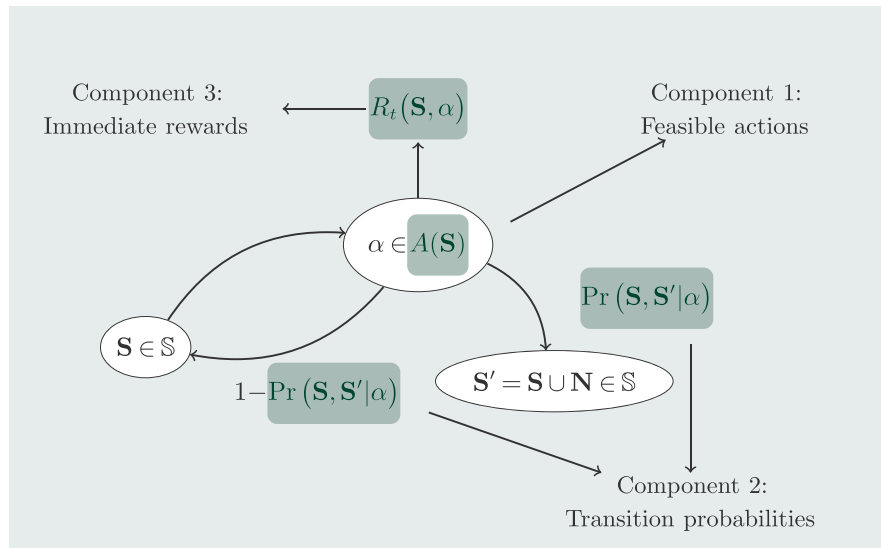 Component 3:
Immediate rewards
R_t(𝐒, α)
Component 1:
Feasible actions
α ∈ A(𝐒)
Pr(𝐒, 𝐒′|α)
𝐒 ∈ 𝕊
1−Pr(𝐒, 𝐒′|α)
𝐒′ = 𝐒 ∪ 𝐍 ∈ 𝕊
Component 2:
Transition probabilities